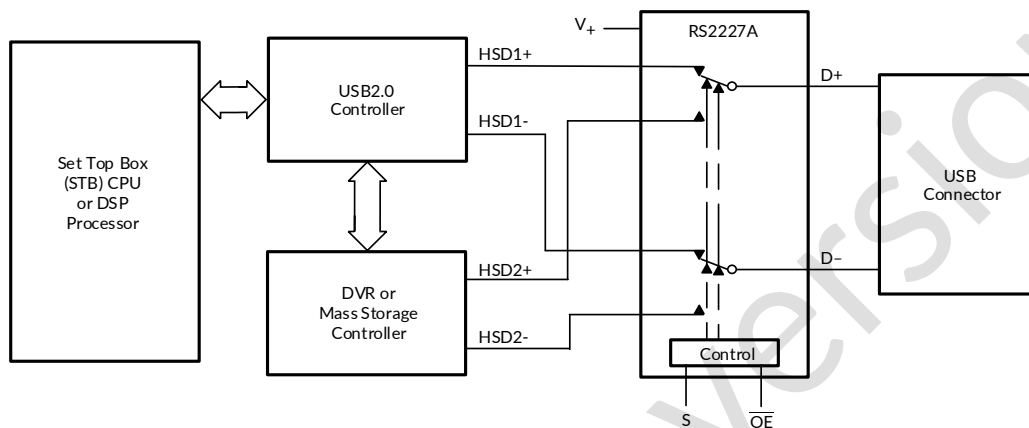 V+
RS2227A
HSD1+
D+
USB2.0
Controller
HSD1-
Set Top Box
(STB) CPU
or DSP
Processor
USB
Connector
HSD2+
D−
DVR or
Mass Storage
Controller
HSD2-
Control
S
OE
version